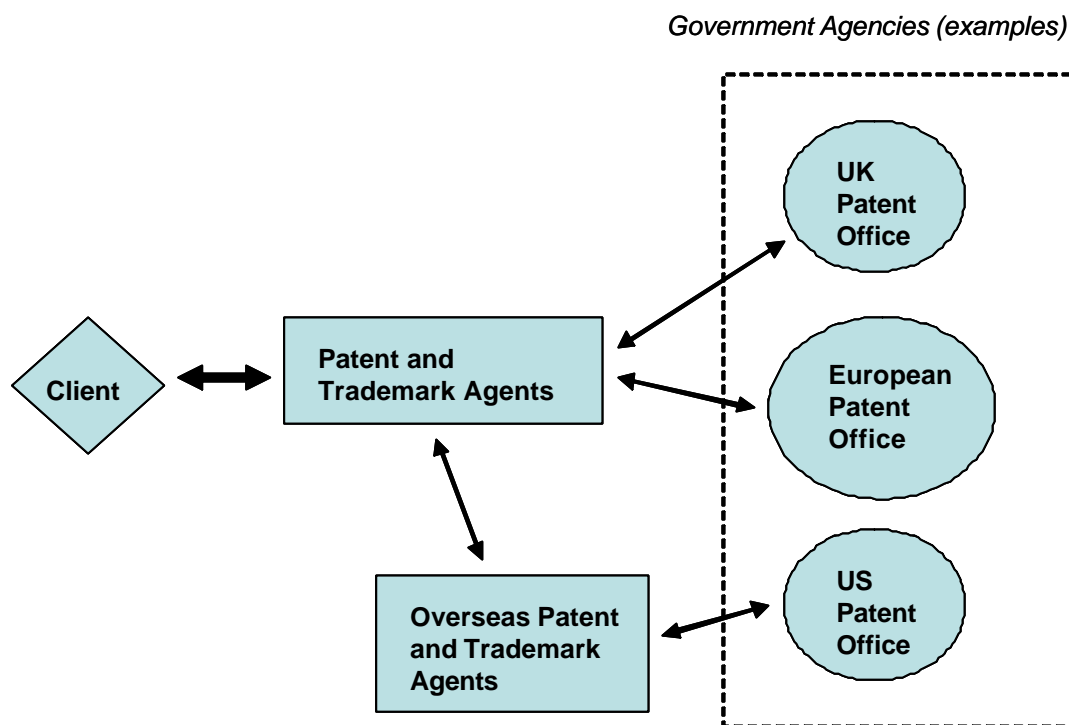 Government Agencies (examples)
UK
Patent
Office
Client
Patent and
Trademark Agents
European
Patent
Office
Overseas Patent
and Trademark
Agents
US
Patent
Office